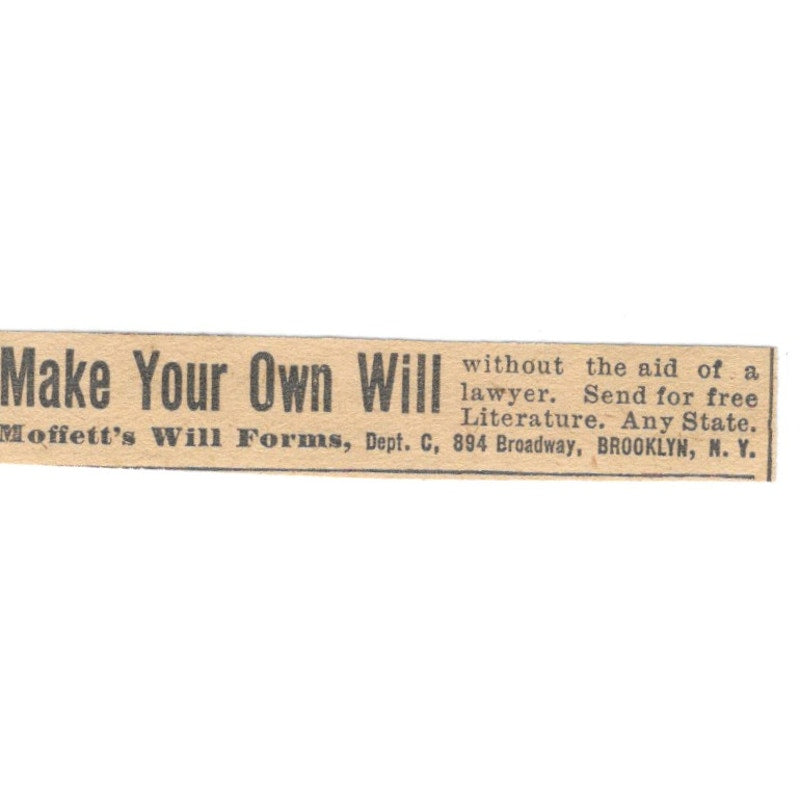 Make Your Own Will without the aid of a
lawyer. Send for free
Literature. Any State.
Moffett's Will Forms, Dept. C, 894 Broadway, BROOKLYN, N. Y.